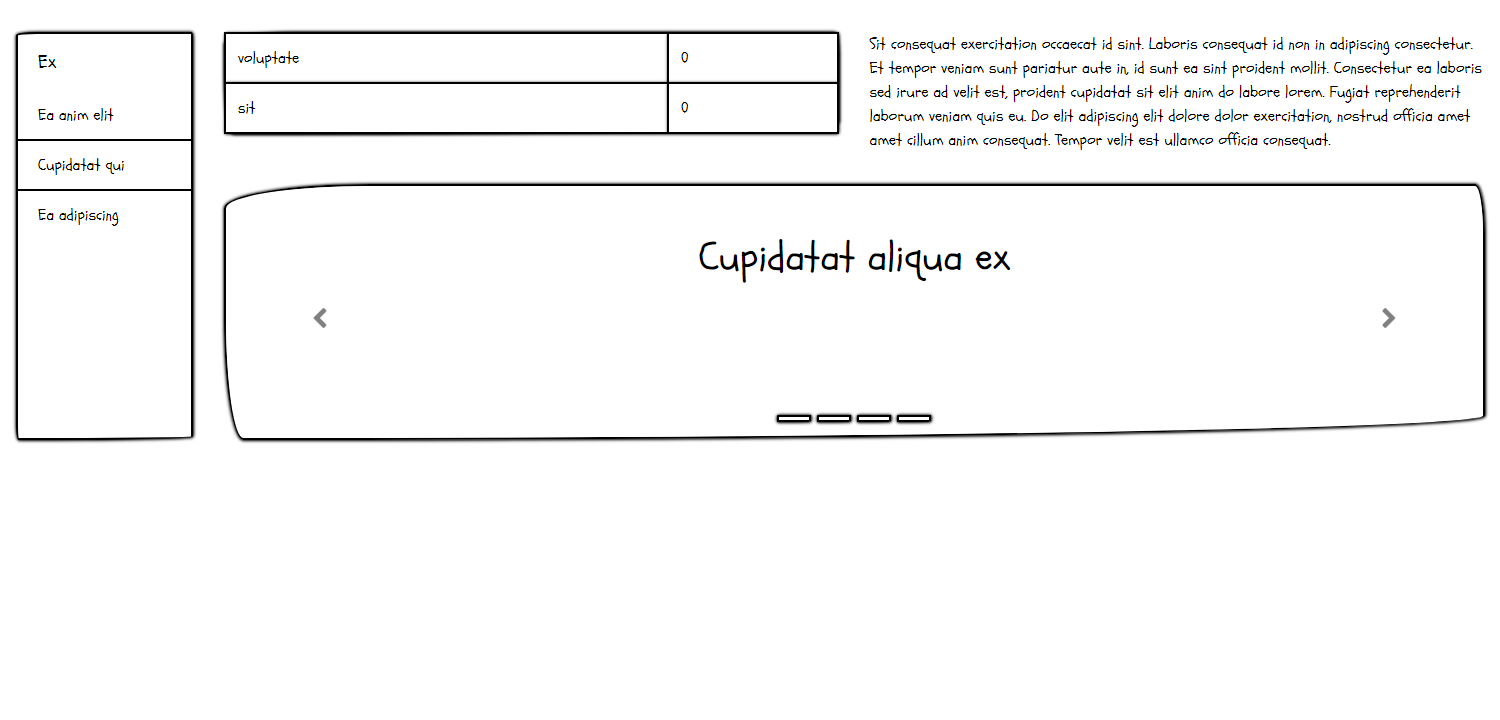 Ex
Ea anim elit
Cupidatat qui
Ea adipiscing
voluptate 0
sit 0
Sit consequat exercitation occaecat id sint. Laboris consequat id non in adipiscing consectetur.
Et tempor veniam sunt pariatur aute in, id sunt ea sint proident mollit. Consectetur ea laboris
sed irure ad velit est, proident cupidatat sit elit anim do labore lorem. Fugiat reprehenderit
laborum veniam quis eu. Do elit adipiscing elit dolore dolor exercitation, nostrud officia amet
amet cillum anim consequat. Tempor velit est ullamco officia consequat.
Cupidatat aliqua ex